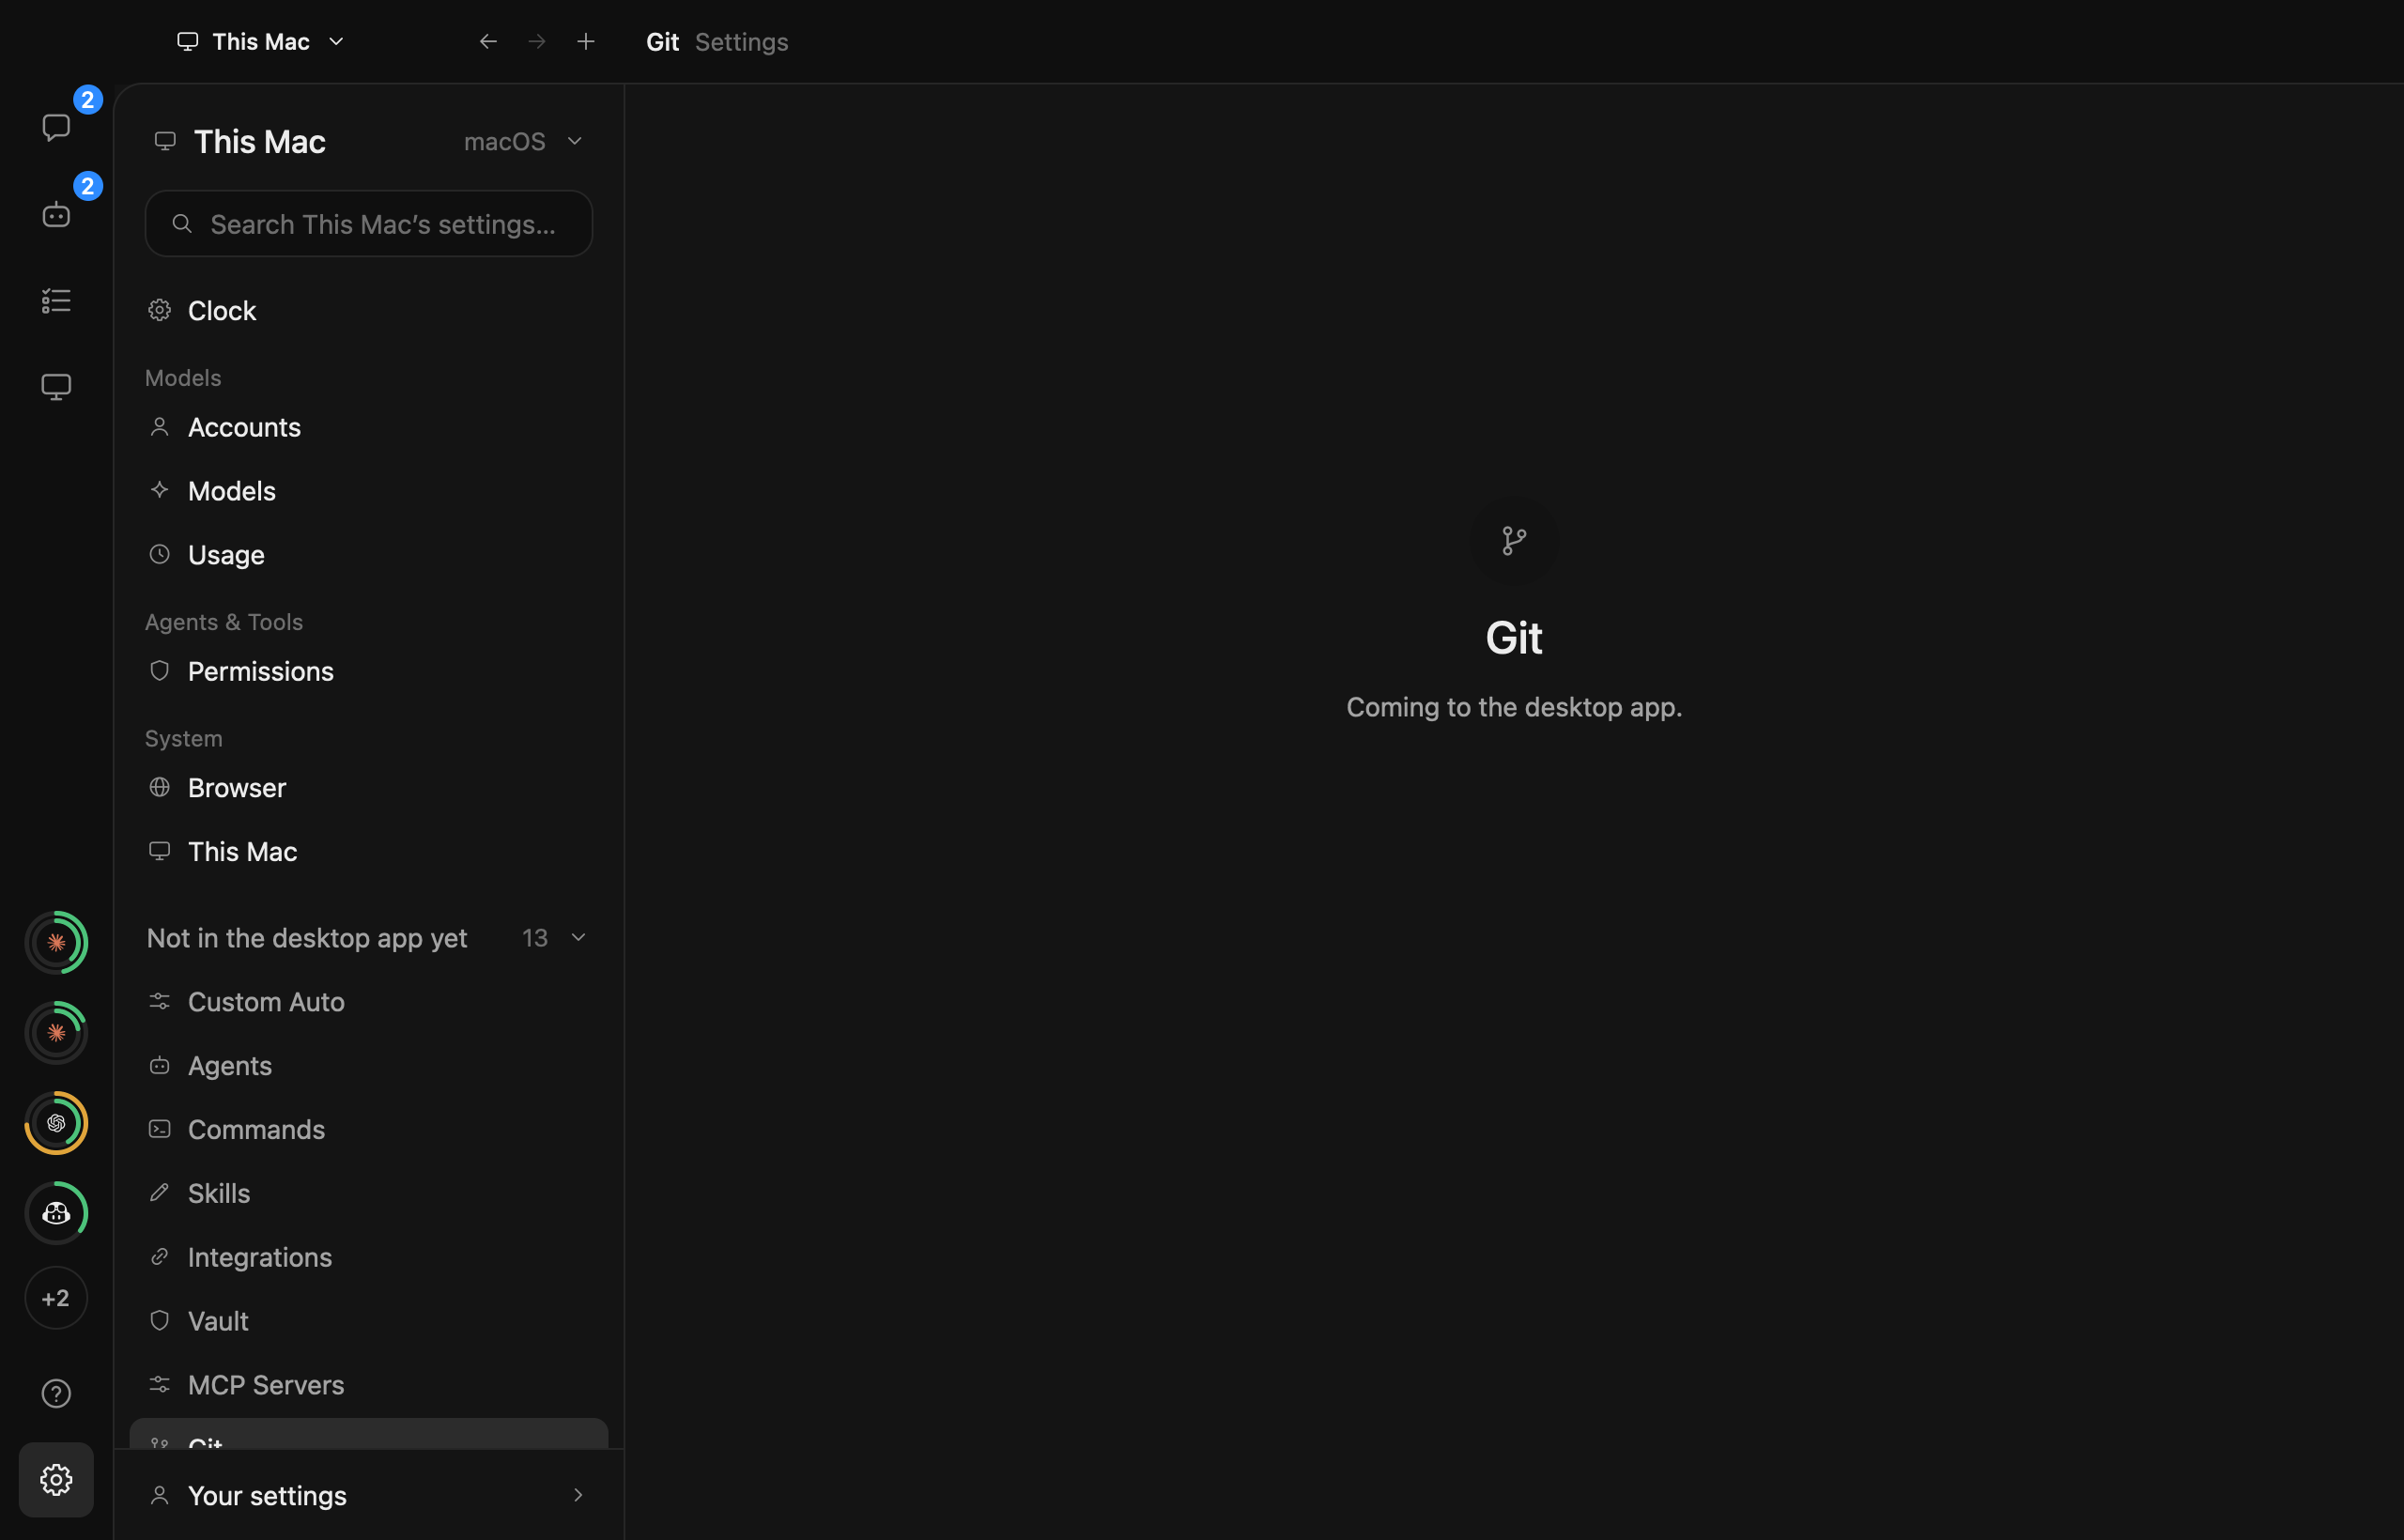 This Mac
Git Settings
2
2
This Mac macOS
Search This Mac's settings...
Clock
Models
Accounts
Models
Usage
Agents & Tools
Permissions
System
Browser
This Mac
Not in the desktop app yet 13
Custom Auto
Agents
Commands
Skills
Integrations
Vault
MCP Servers
Git
+2
Your settings
Git
Coming to the desktop app.